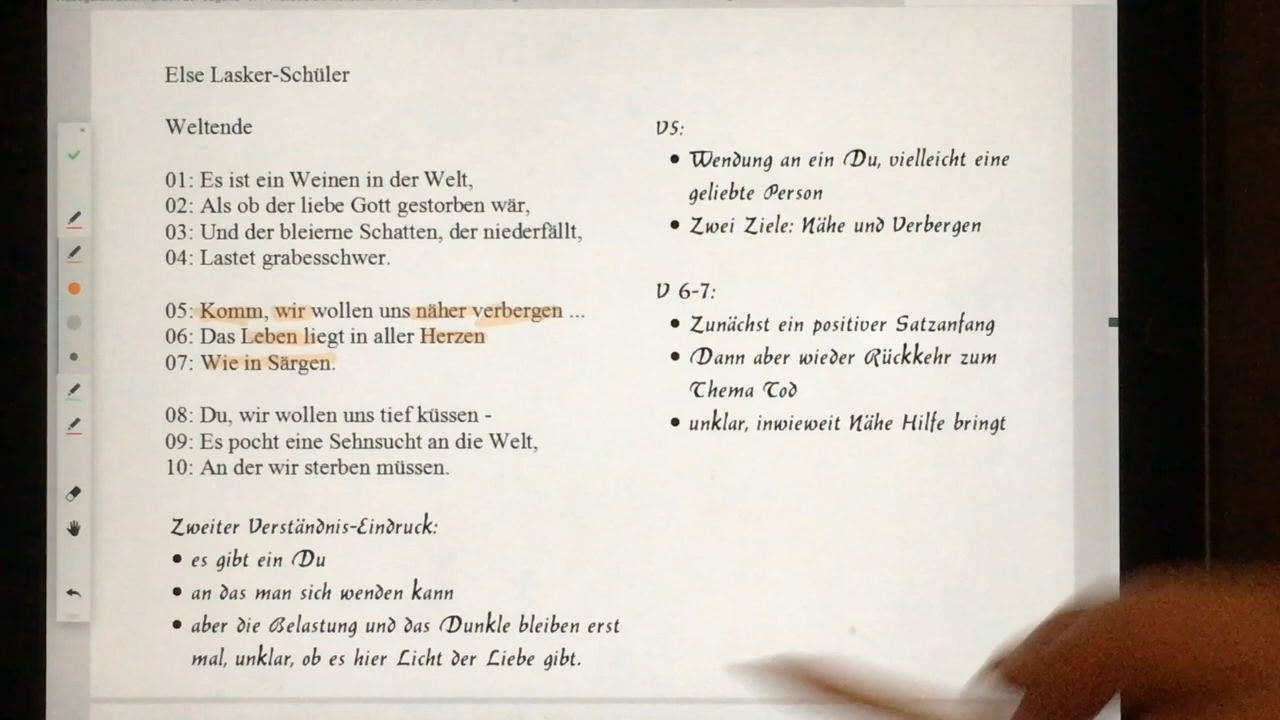 Else Lasker-Schüler
Weltende
01: Es ist ein Weinen in der Welt,
02: Als ob der liebe Gott gestorben wär,
03: Und der bleierne Schatten, der niederfällt,
04: Lastet grabesschwer.
05: Komm, wir wollen uns näher verbergen ...
06: Das Leben liegt in aller Herzen
07: Wie in Särgen.
08: Du, wir wollen uns tief küssen -
09: Es pocht eine Sehnsucht an die Welt,
10: An der wir sterben müssen.
Zweiter Verständnis-Eindruck:
• es gibt ein Du
• an das man sich wenden kann
• aber die Belastung und das Dunkle bleiben erst
mal, unklar, ob es hier Licht der Liebe gibt.
V5:
• Wendung an ein Du, vielleicht eine
geliebte Person
• Zwei Ziele: Nähe und Verbergen
V 6-7:
• Zunächst ein positiver Satzanfang
• Dann aber wieder Rückkehr zum
Thema Tod
• unklar, inwieweit Nähe Hilfe bringt